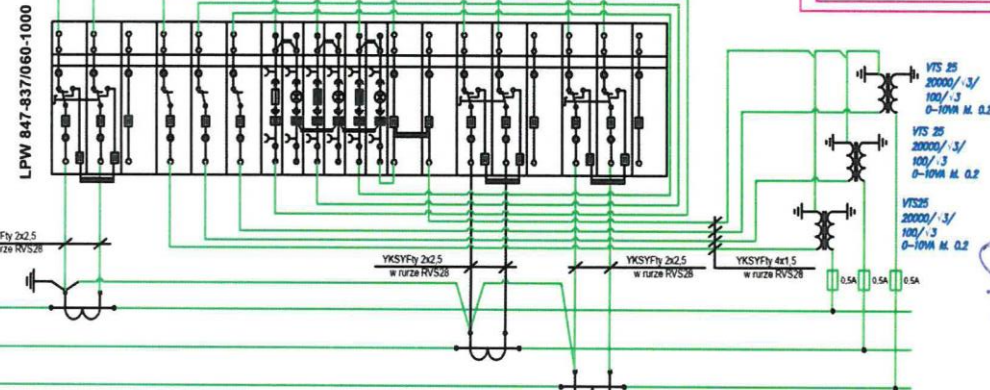 LPW 847-837/060-1000
VTS 25
20000/√3/
100/√3
0-10VA kl. 0.2
VTS 25
20000/√3/
100/√3
0-10VA kl. 0.2
VTS25
20000/√3/
100/√3
0-10VA kl. 0.2
Fty 2x2,5
rze RVS28
YKSYFty 2x2,5
w rurze RVS28
YKSYFty 2x2,5
w rurze RVS28
YKSYFty 4x1,5
w rurze RVS28
0,5A
0,5A
0,5A